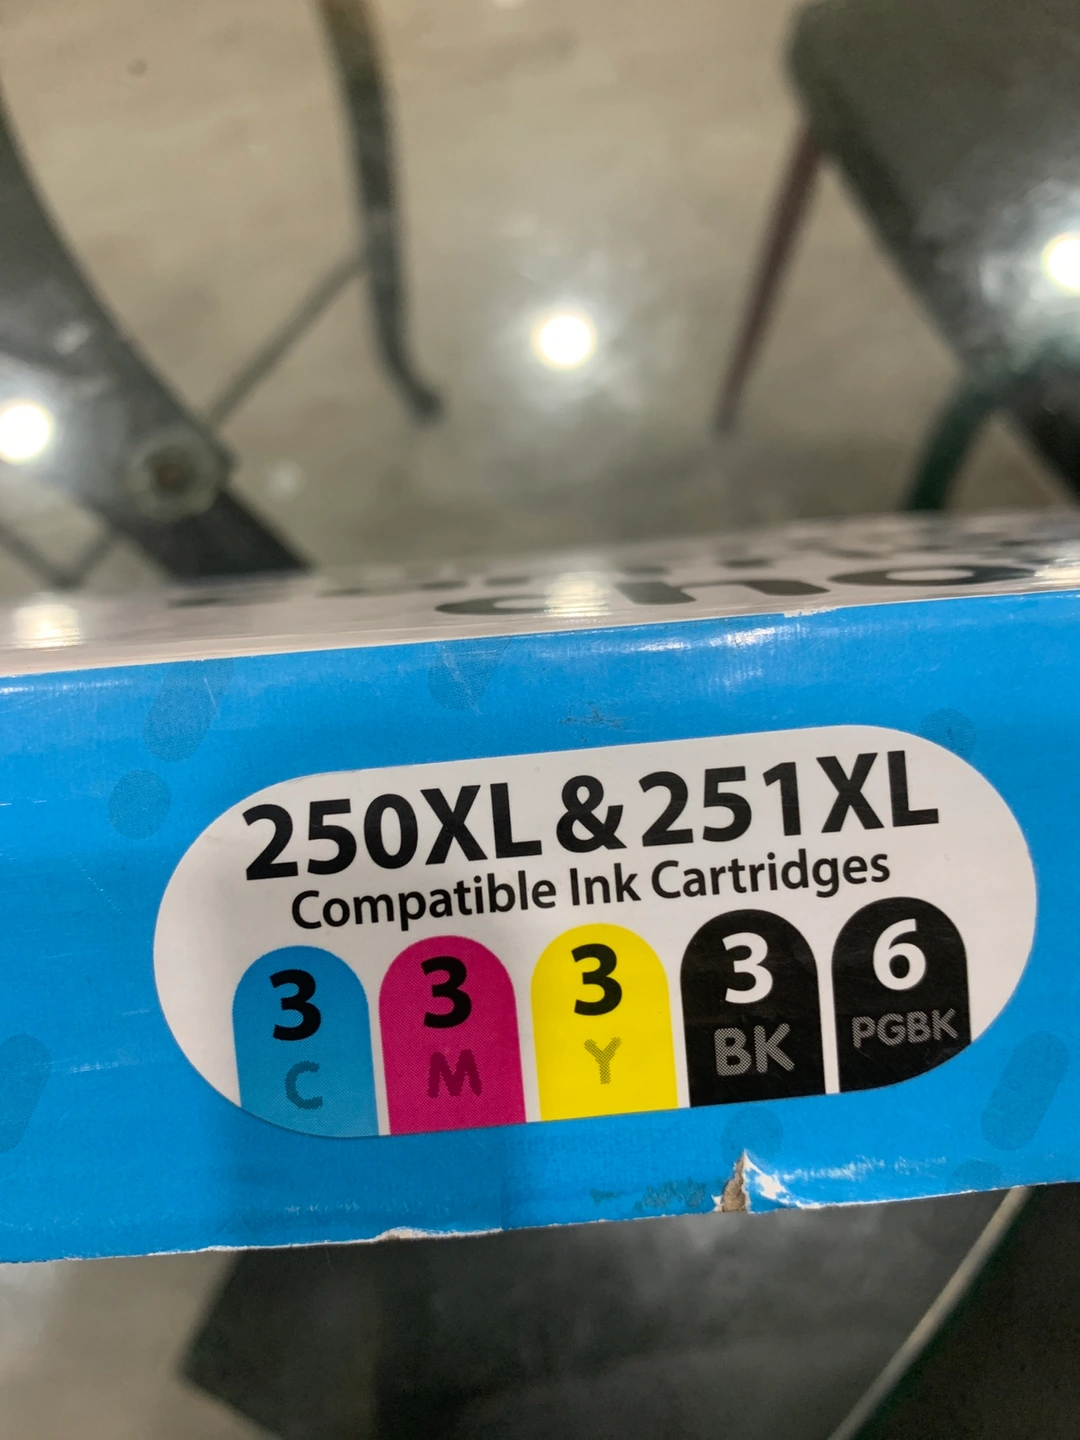 250XL & 251XL
Compatible Ink Cartridges
3 3 3 3 6
C M Y BK PGBK